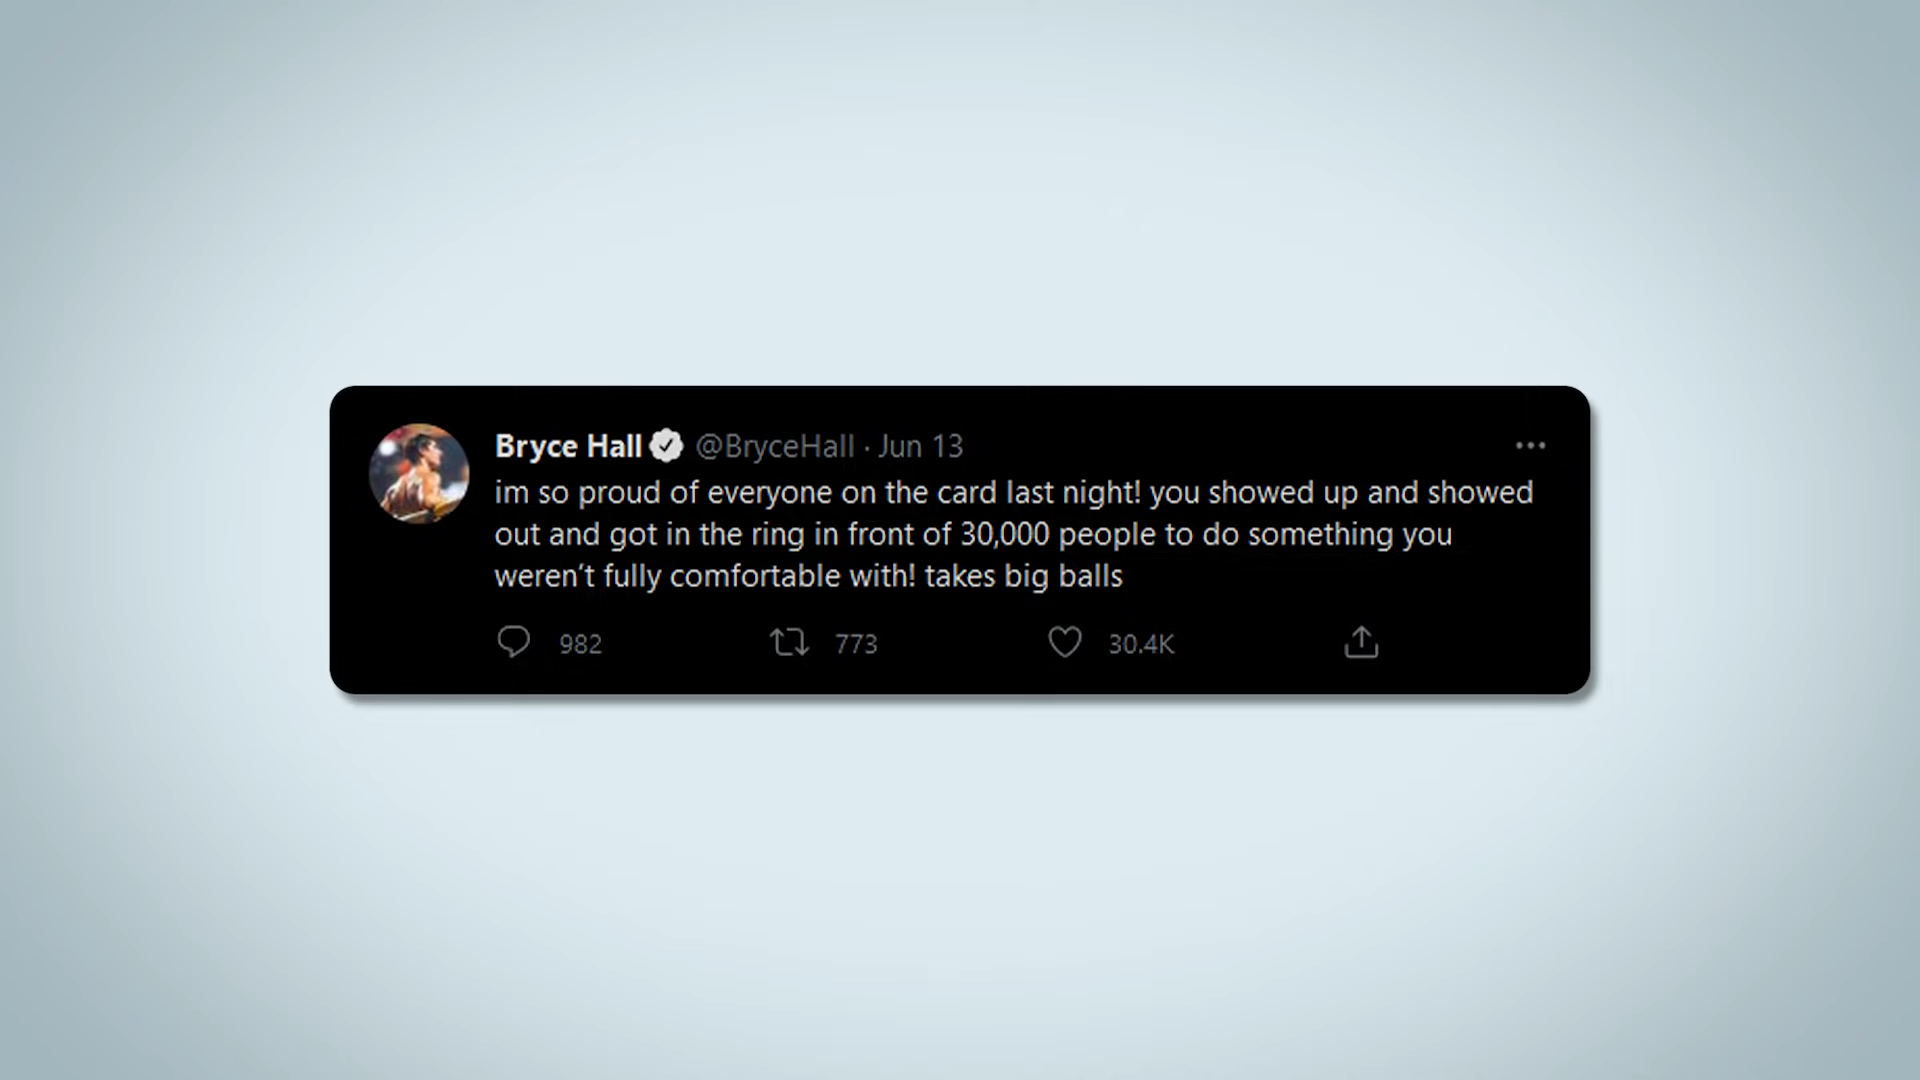 Bryce Hall @BryceHall · Jun 13
im so proud of everyone on the card last night! you showed up and showed
out and got in the ring in front of 30,000 people to do something you
weren’t fully comfortable with! takes big balls
982 773 30.4K